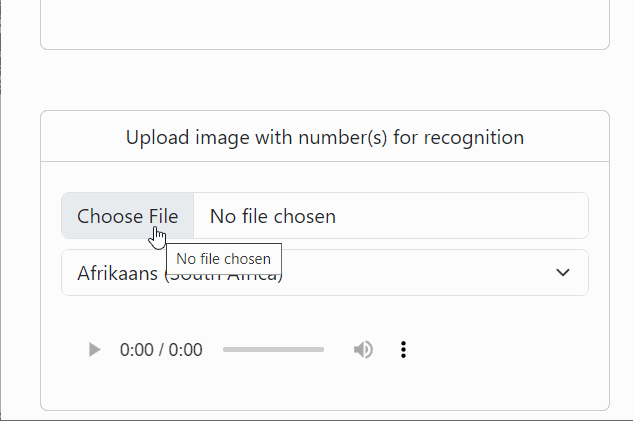 Upload image with number(s) for recognition
Choose File No file chosen
No file chosen
Afrikaans (South Africa)
0:00 / 0:00